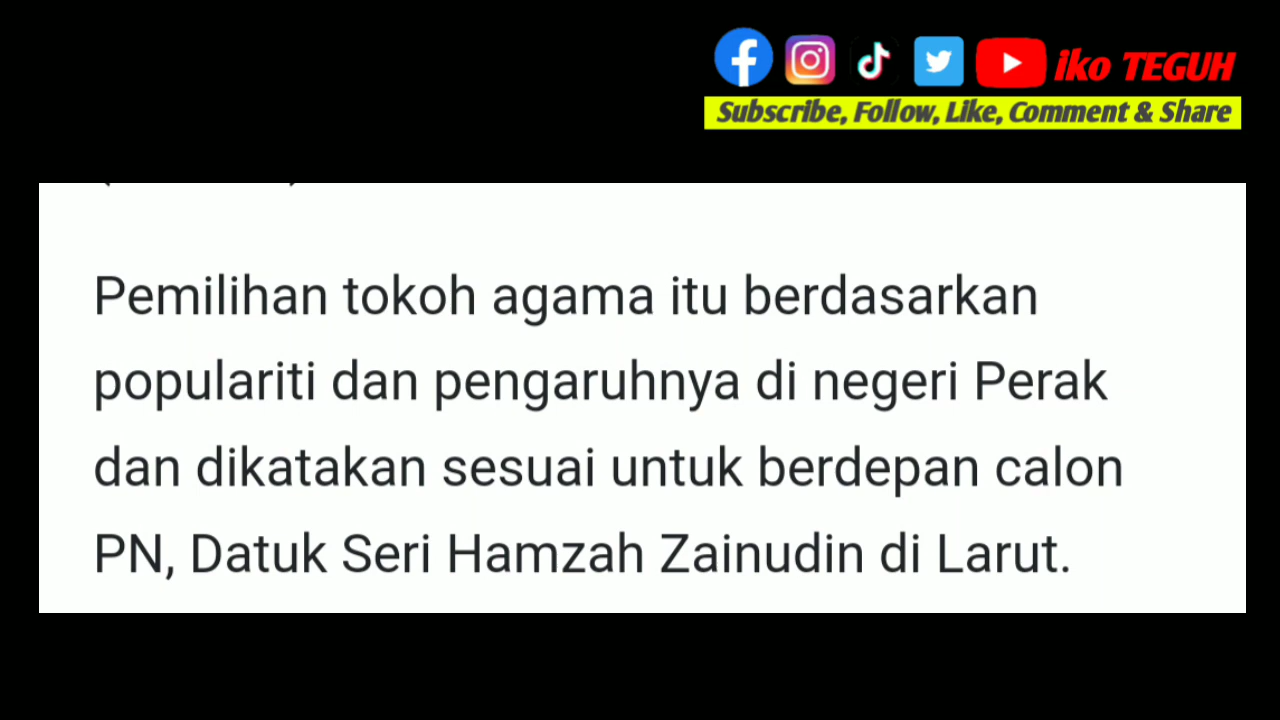 iko TEGUH
Subscribe, Follow, Like, Comment & Share
Pemilihan tokoh agama itu berdasarkan
populariti dan pengaruhnya di negeri Perak
dan dikatakan sesuai untuk berdepan calon
PN, Datuk Seri Hamzah Zainudin di Larut.